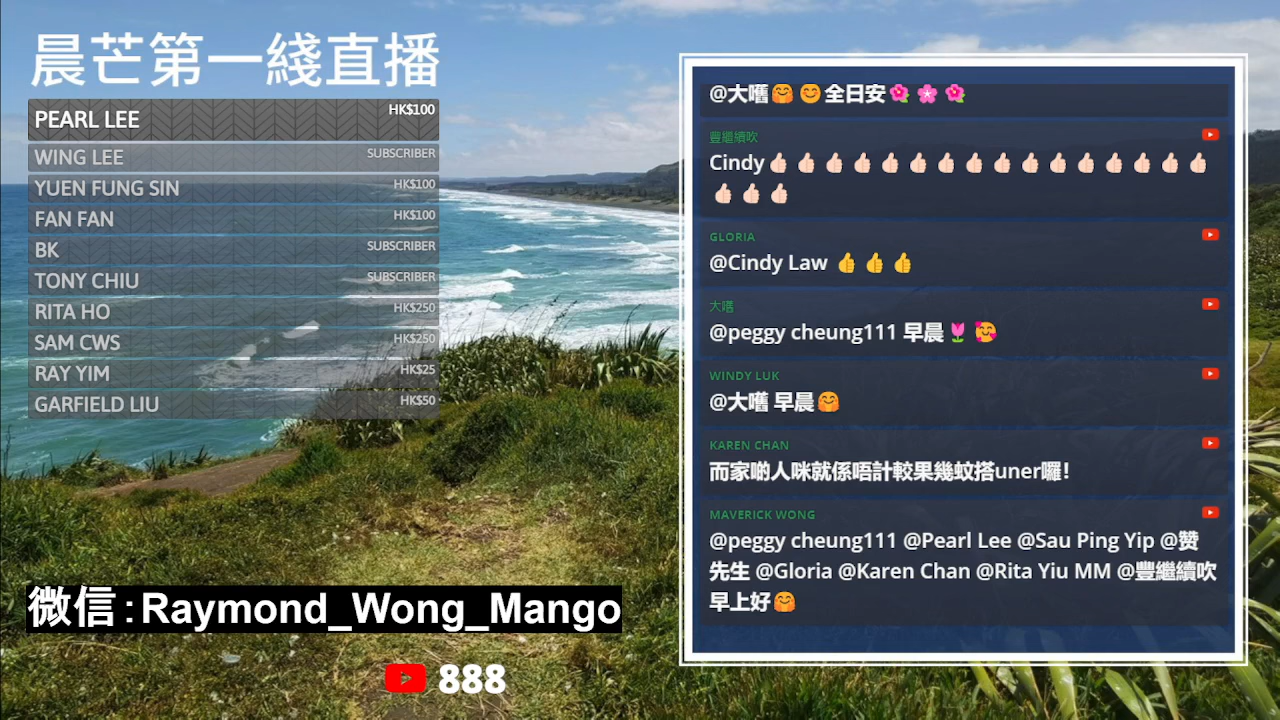 晨芒第一綫直播
PEARL LEE HK$100
WING LEE SUBSCRIBER
YUEN FUNG SIN HK$100
FAN FAN HK$100
BK SUBSCRIBER
TONY CHIU SUBSCRIBER
RITA HO HK$250
SAM CWS HK$250
RAY YIM HK$25
GARFIELD LIU HK$50
微信:Raymond_Wong_Mango
888
@大嚿🤗 😊全日安🌺 🌸 🌺
豐繼續吹
Cindy👍🏻 👍🏻 👍🏻 👍🏻 👍🏻 👍🏻 👍🏻 👍🏻 👍🏻 👍🏻 👍🏻 👍🏻 👍🏻 👍🏻 👍🏻 👍🏻
👍🏻 👍🏻 👍🏻
GLORIA
@Cindy Law 👍 👍 👍
大嚿
@peggy cheung111 早晨🌷 🥰
WINDY LUK
@大嚿 早晨🤗
KAREN CHAN
而家啲人咪就係唔計較果幾蚊搭uner囉！
MAVERICK WONG
@peggy cheung111 @Pearl Lee @Sau Ping Yip @赞
先生 @Gloria @Karen Chan @Rita Yiu MM @豐繼續吹
早上好🤗